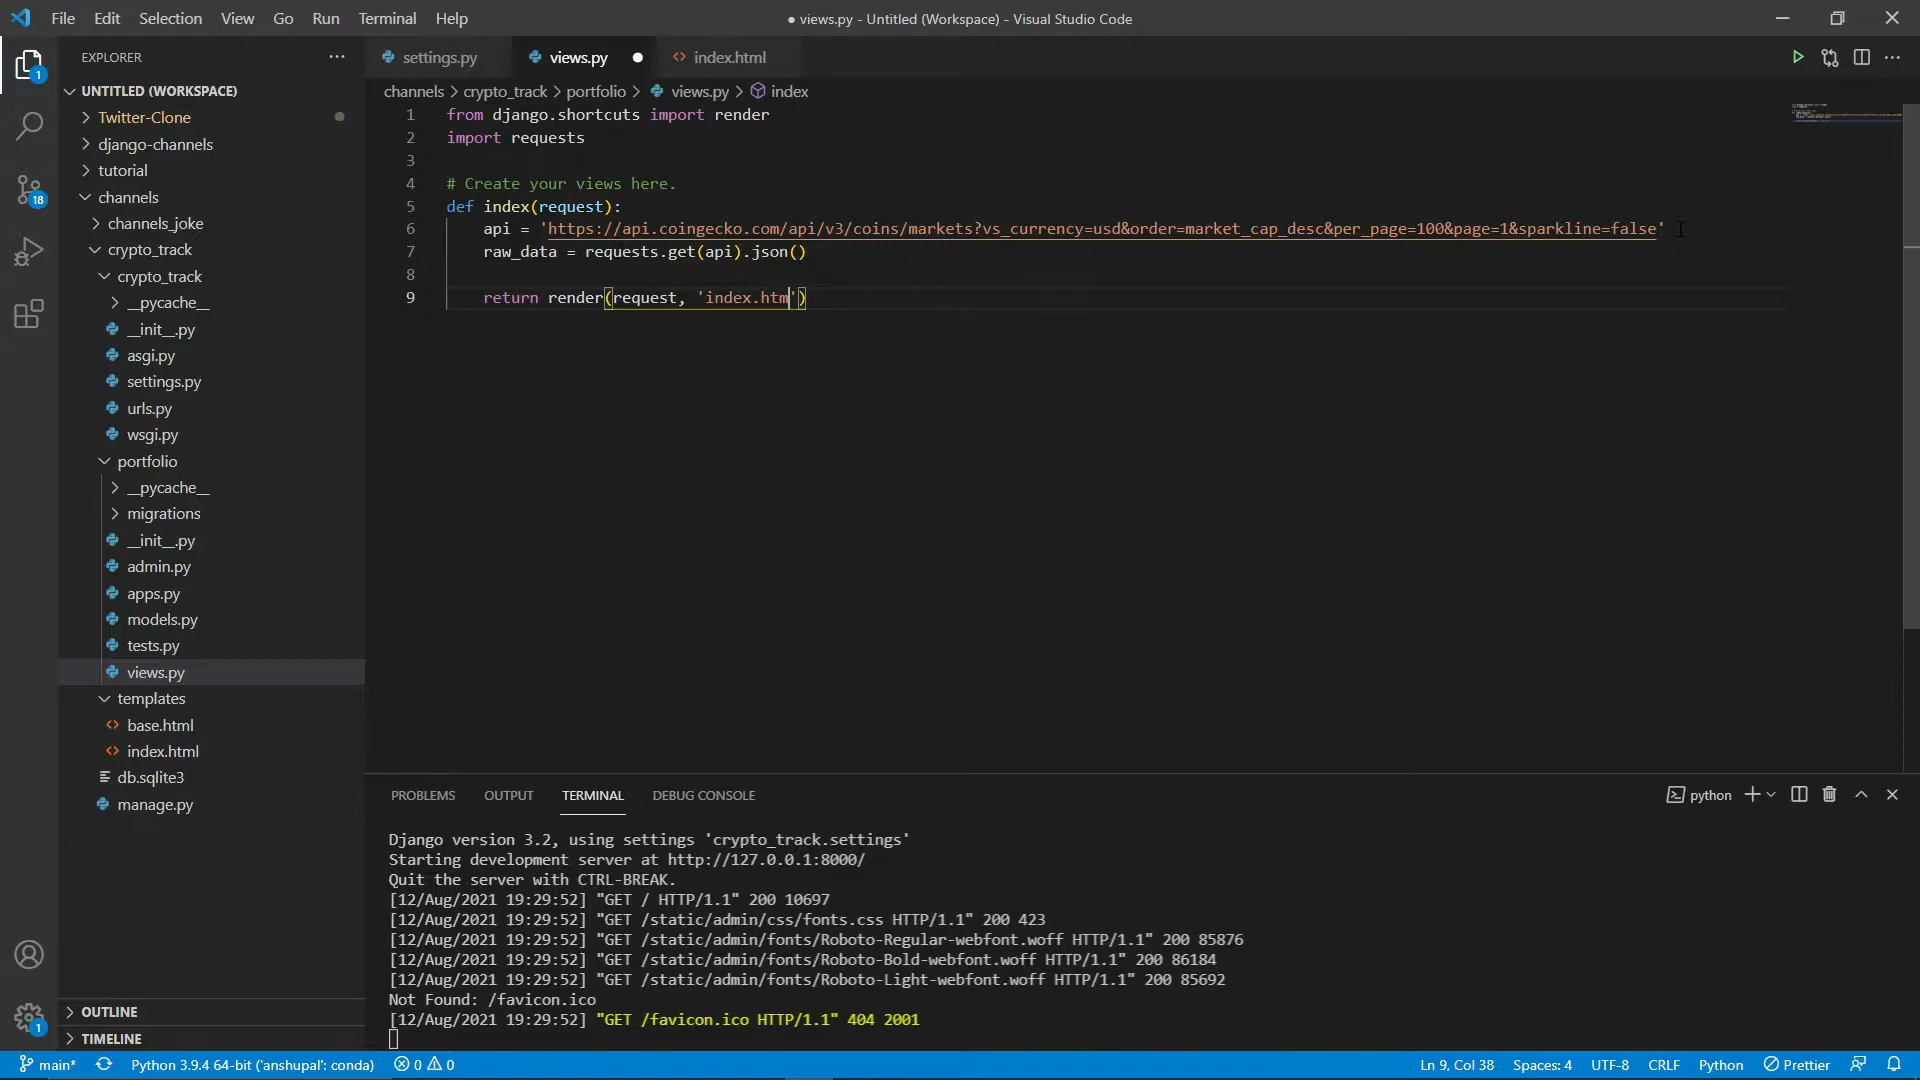 File Edit Selection View Go Run Terminal Help
● views.py - Untitled (Workspace) - Visual Studio Code
EXPLORER
settings.py
views.py
index.html
UNTITLED (WORKSPACE)
channels > crypto_track > portfolio > views.py > index
Twitter-Clone
django-channels
tutorial
channels
channels_joke
crypto_track
crypto_track
__pycache__
__init__.py
asgi.py
settings.py
urls.py
wsgi.py
portfolio
__pycache__
migrations
__init__.py
admin.py
apps.py
models.py
tests.py
views.py
templates
base.html
index.html
db.sqlite3
manage.py
OUTLINE
TIMELINE
1
18
1
1 from django.shortcuts import render
2 import requests
3
4 # Create your views here.
5 def index(request):
6 api = 'https://api.coingecko.com/api/v3/coins/markets?vs_currency=usd&order=market_cap_desc&per_page=100&page=1&sparkline=false'
7 raw_data = requests.get(api).json()
8
9 return render(request, 'index.htm')
PROBLEMS OUTPUT TERMINAL DEBUG CONSOLE
python
Django version 3.2, using settings 'crypto_track.settings'
Starting development server at http://127.0.0.1:8000/
Quit the server with CTRL-BREAK.
[12/Aug/2021 19:29:52] "GET / HTTP/1.1" 200 10697
[12/Aug/2021 19:29:52] "GET /static/admin/css/fonts.css HTTP/1.1" 200 423
[12/Aug/2021 19:29:52] "GET /static/admin/fonts/Roboto-Regular-webfont.woff HTTP/1.1" 200 85876
[12/Aug/2021 19:29:52] "GET /static/admin/fonts/Roboto-Bold-webfont.woff HTTP/1.1" 200 86184
[12/Aug/2021 19:29:52] "GET /static/admin/fonts/Roboto-Light-webfont.woff HTTP/1.1" 200 85692
Not Found: /favicon.ico
[12/Aug/2021 19:29:52] "GET /favicon.ico HTTP/1.1" 404 2001
main* Python 3.9.4 64-bit ('anshupal': conda) 0 0 Ln 9, Col 38 Spaces: 4 UTF-8 CRLF Python Prettier